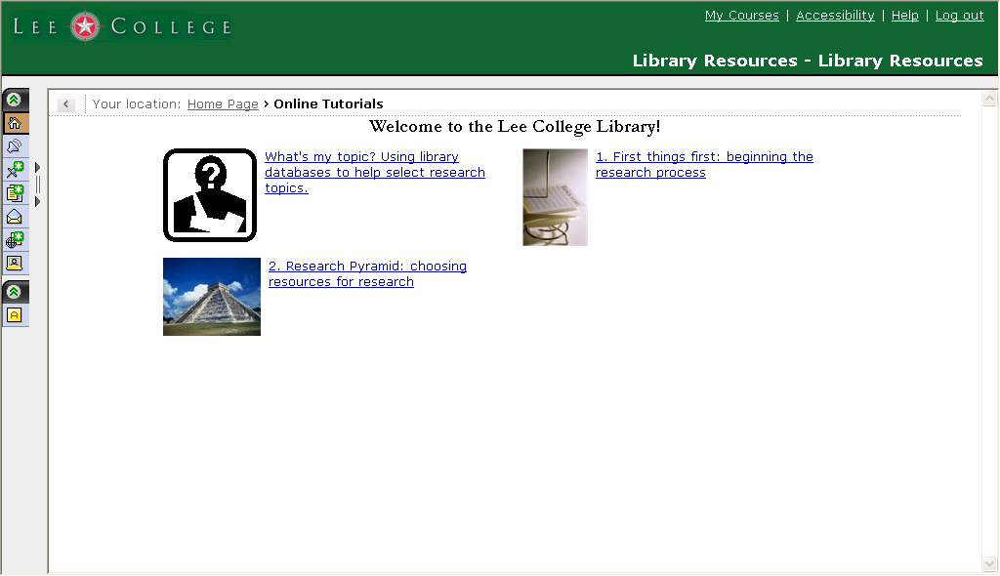 LEE COLLEGE
My Courses | Accessibility | Help | Log out
Library Resources - Library Resources
Your location: Home Page > Online Tutorials
Welcome to the Lee College Library!
?
What's my topic? Using library
databases to help select research
topics.
1. First things first: beginning the
research process
2. Research Pyramid: choosing
resources for research
A